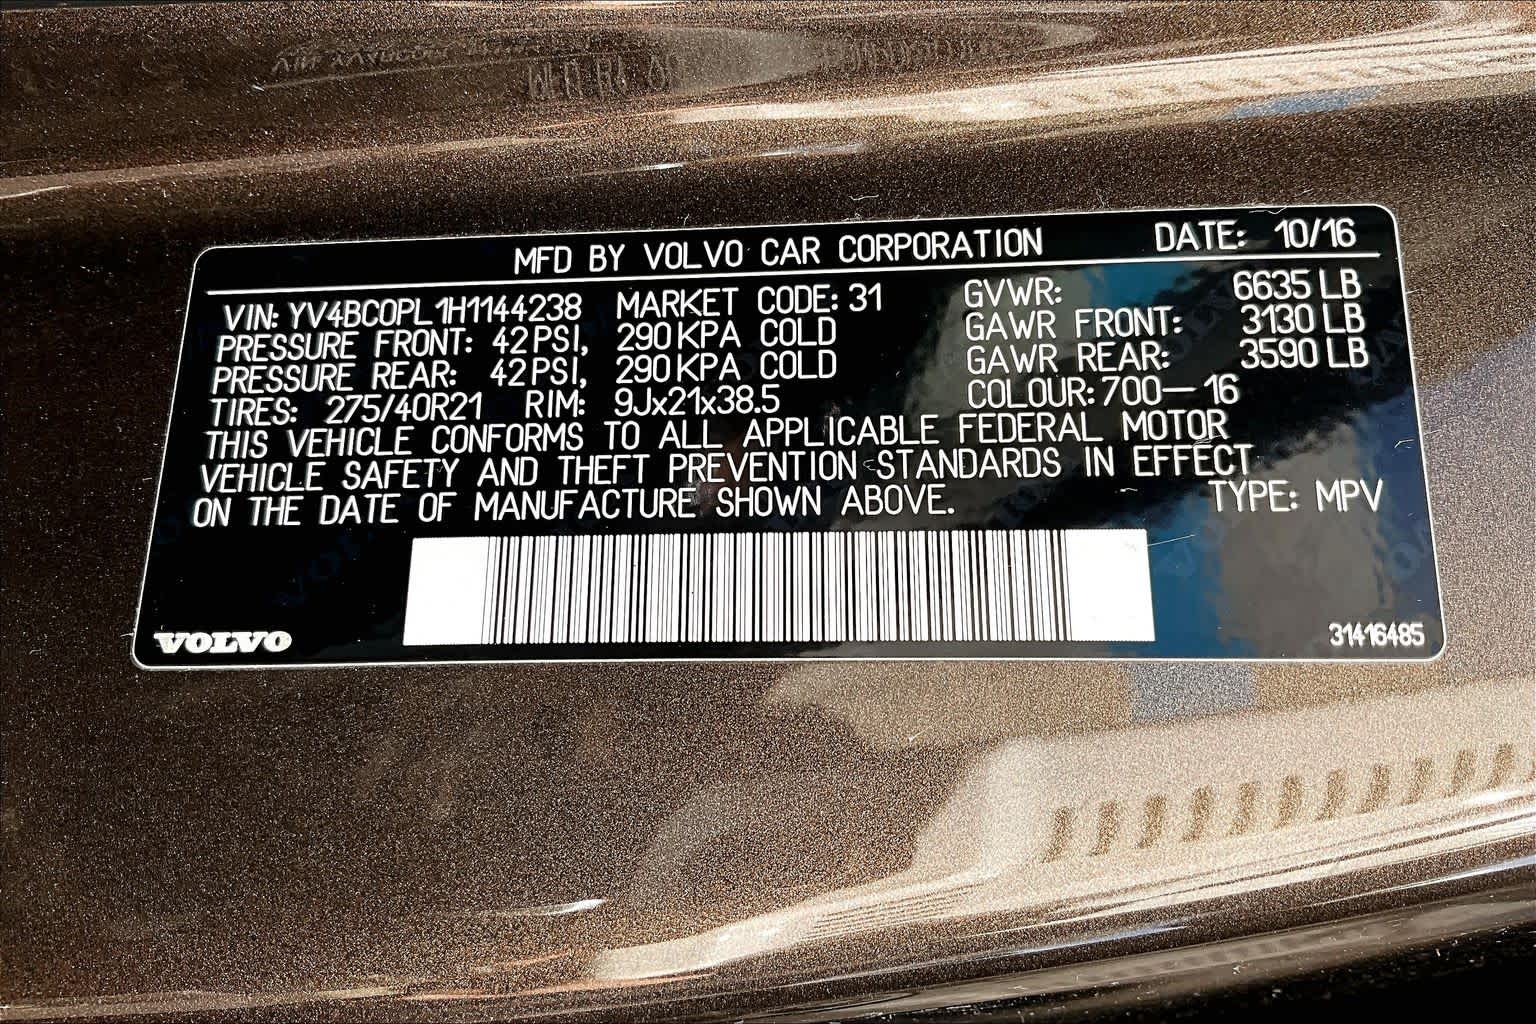 MFD BY VOLVO CAR CORPORATION DATE: 10/16
VIN: YV4BC0PL1H1144238 MARKET CODE: 31 GVWR: 6635 LB
PRESSURE FRONT: 42 PSI, 290 KPA COLD GAWR FRONT: 3130 LB
PRESSURE REAR: 42 PSI, 290 KPA COLD GAWR REAR: 3590 LB
TIRES: 275/40R21 RIM: 9Jx21x38.5 COLOUR: 700-16
THIS VEHICLE CONFORMS TO ALL APPLICABLE FEDERAL MOTOR
VEHICLE SAFETY AND THEFT PREVENTION STANDARDS IN EFFECT
ON THE DATE OF MANUFACTURE SHOWN ABOVE. TYPE: MPV
VOLVO 31416485